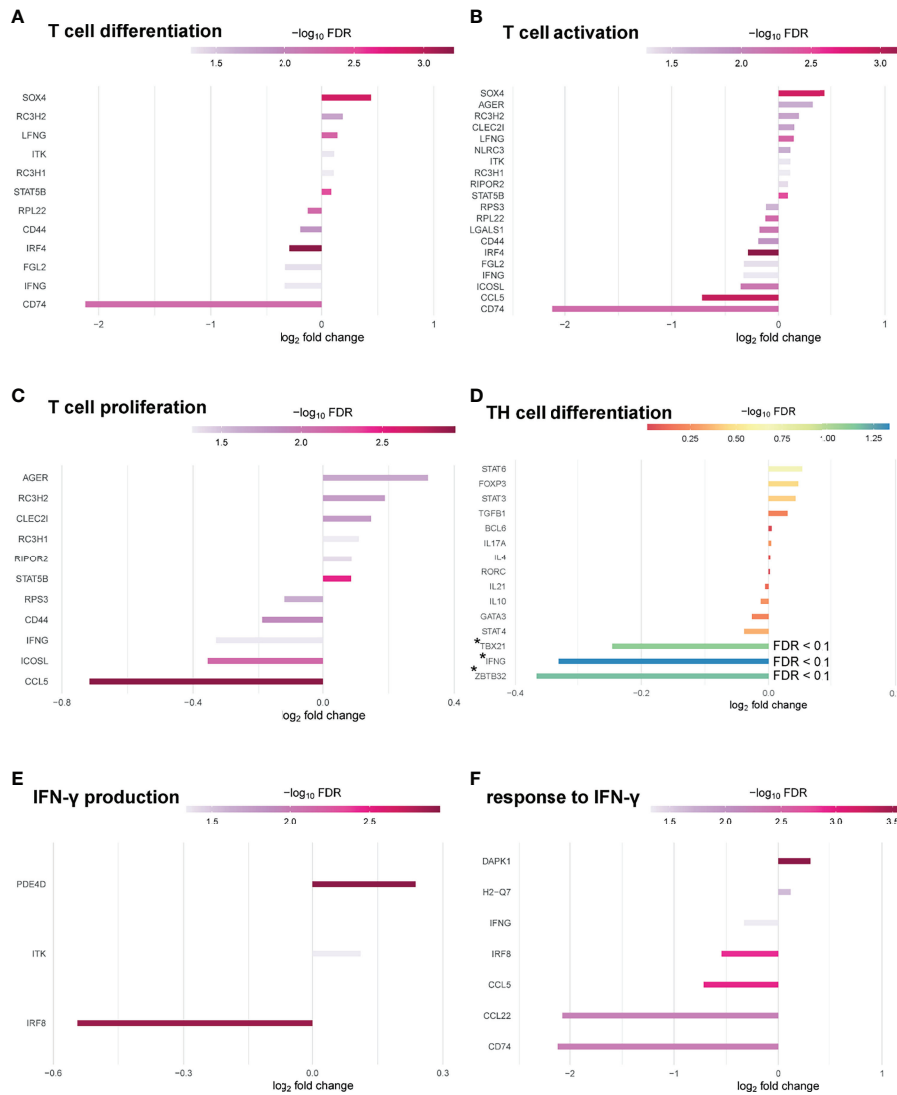 A
T cell differentiation
−log10 FDR
1.5 2.0 2.5 3.0
SOX4
RC3H2
LFNG
ITK
RC3H1
STAT5B
RPL22
CD44
IRF4
FGL2
IFNG
CD74
−2 −1 0 1
log2 fold change
B
T cell activation
−log10 FDR
1.5 2.0 2.5 3.0
SOX4
AGER
RC3H2
CLEC2I
LFNG
NLRC3
ITK
RC3H1
RIPOR2
STAT5B
RPS3
RPL22
LGALS1
CD44
IRF4
FGL2
IFNG
ICOSL
CCL5
CD74
−2 −1 0 1
log2 fold change
C
T cell proliferation
−log10 FDR
1.5 2.0 2.5
AGER
RC3H2
CLEC2I
RC3H1
RIPOR2
STAT5B
RPS3
CD44
IFNG
ICOSL
CCL5
−0.8 −0.4 0.0 0.4
log2 fold change
D
TH cell differentiation
−log10 FDR
0.25 0.50 0.75 1.00 1.25
STAT6
FOXP3
STAT3
TGFB1
BCL6
IL17A
IL4
RORC
IL21
IL10
GATA3
STAT4
*TBX21 FDR < 0 1
*IFNG FDR < 0 1
*ZBTB32 FDR < 0 1
−0.4 −0.2 0.0 0.
log2 fold change
E
IFN-γ production
−log10 FDR
1.5 2.0 2.5
PDE4D
ITK
IRF8
−0.6 −0.3 0.0 0.3
log2 fold change
F
response to IFN-γ
−log10 FDR
1.5 2.0 2.5 3.0 3.5
DAPK1
H2−Q7
IFNG
IRF8
CCL5
CCL22
CD74
−2 −1 0 1
log2 fold change